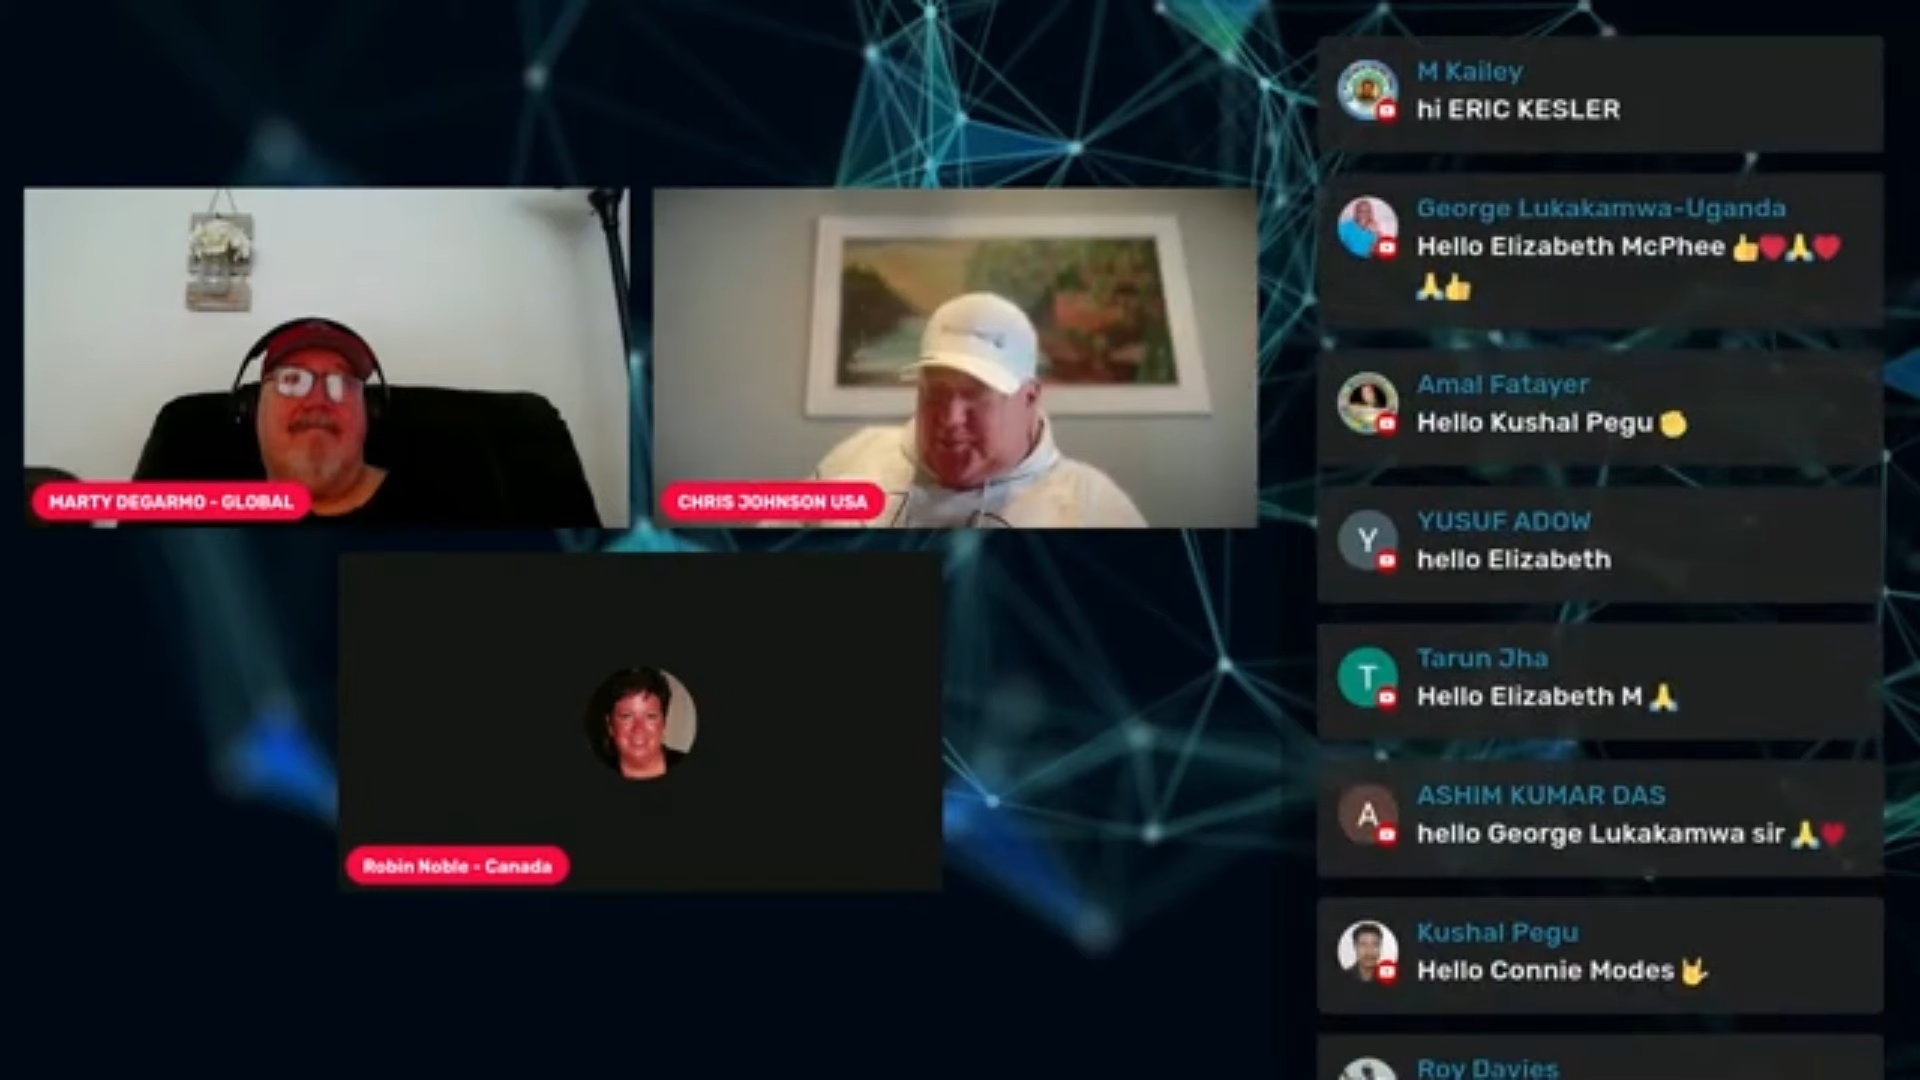 MARTY DEGARMO - GLOBAL
CHRIS JOHNSON USA
Robin Noble - Canada
M Kailey
hi ERIC KESLER
George Lukakamwa-Uganda
Hello Elizabeth McPhee 👍❤️🙏❤️
🙏👍
Amal Fatayer
Hello Kushal Pegu ✊
Y
YUSUF ADOW
hello Elizabeth
T
Tarun Jha
Hello Elizabeth M 🙏
A
ASHIM KUMAR DAS
hello George Lukakamwa sir 🙏❤️
Kushal Pegu
Hello Connie Modes 🤟
Roy Davies